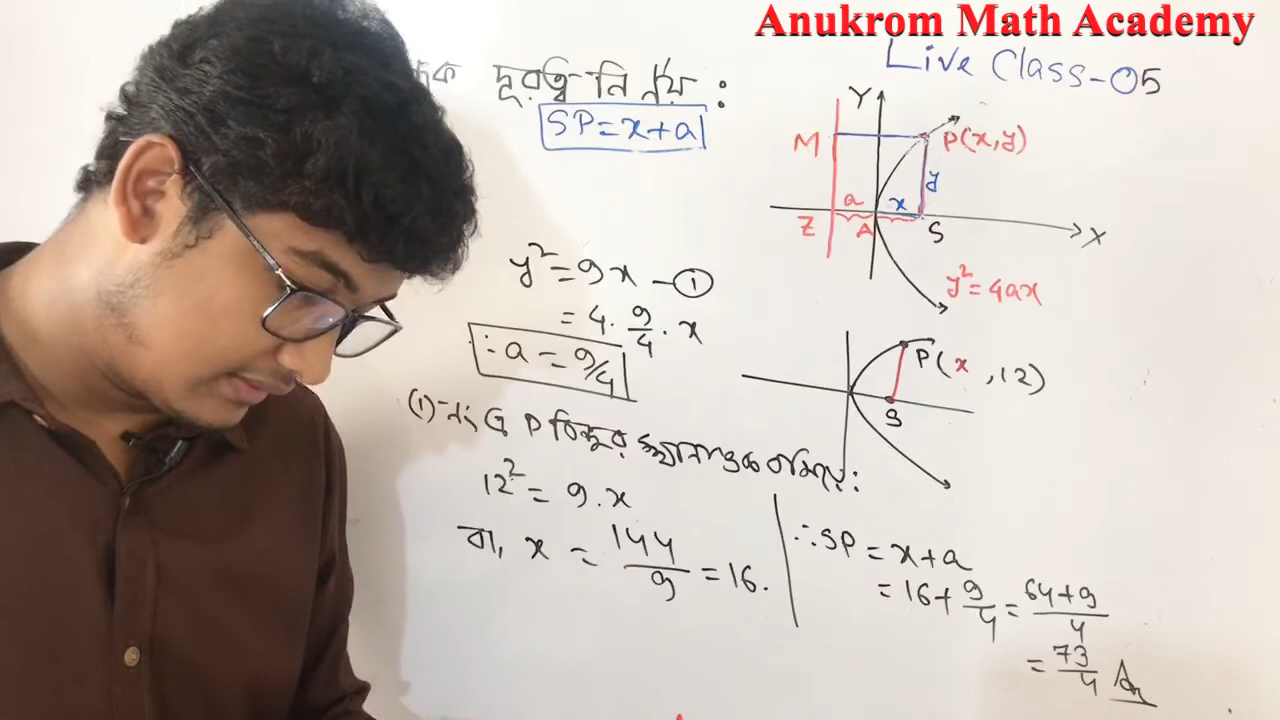 Anukrom Math Academy
Live Class-05
দূরত্ব নির্ণয় :
SP=x+a
Y
M
P(x,y)
y
a
x
Z
A
S
X
y²=4ax
y²=9x —①
= 4. 9/4 . x
∴a = 9/4
P(x ,12)
S
(1) নং এ P বিন্দুর স্থানাঙ্ক বসিয়ে:
12² = 9.x
বা, x = 144/9 = 16.
∴SP = x+a
= 16+ 9/4 = 64+9/4
= 73/4 Ans